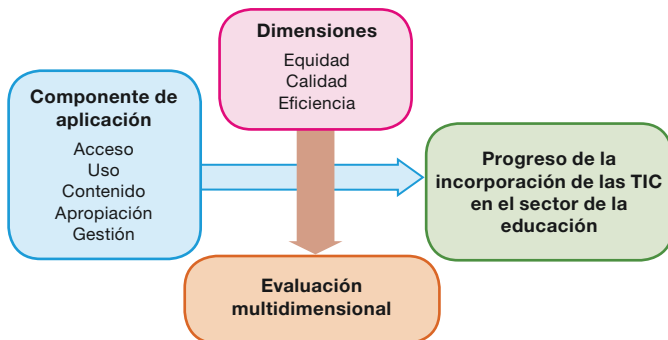 Dimensiones
Equidad
Calidad
Eficiencia
Componente de
aplicación
Acceso
Uso
Contenido
Apropiación
Gestión
Progreso de la
incorporación de las TIC
en el sector de la
educación
Evaluación
multidimensional